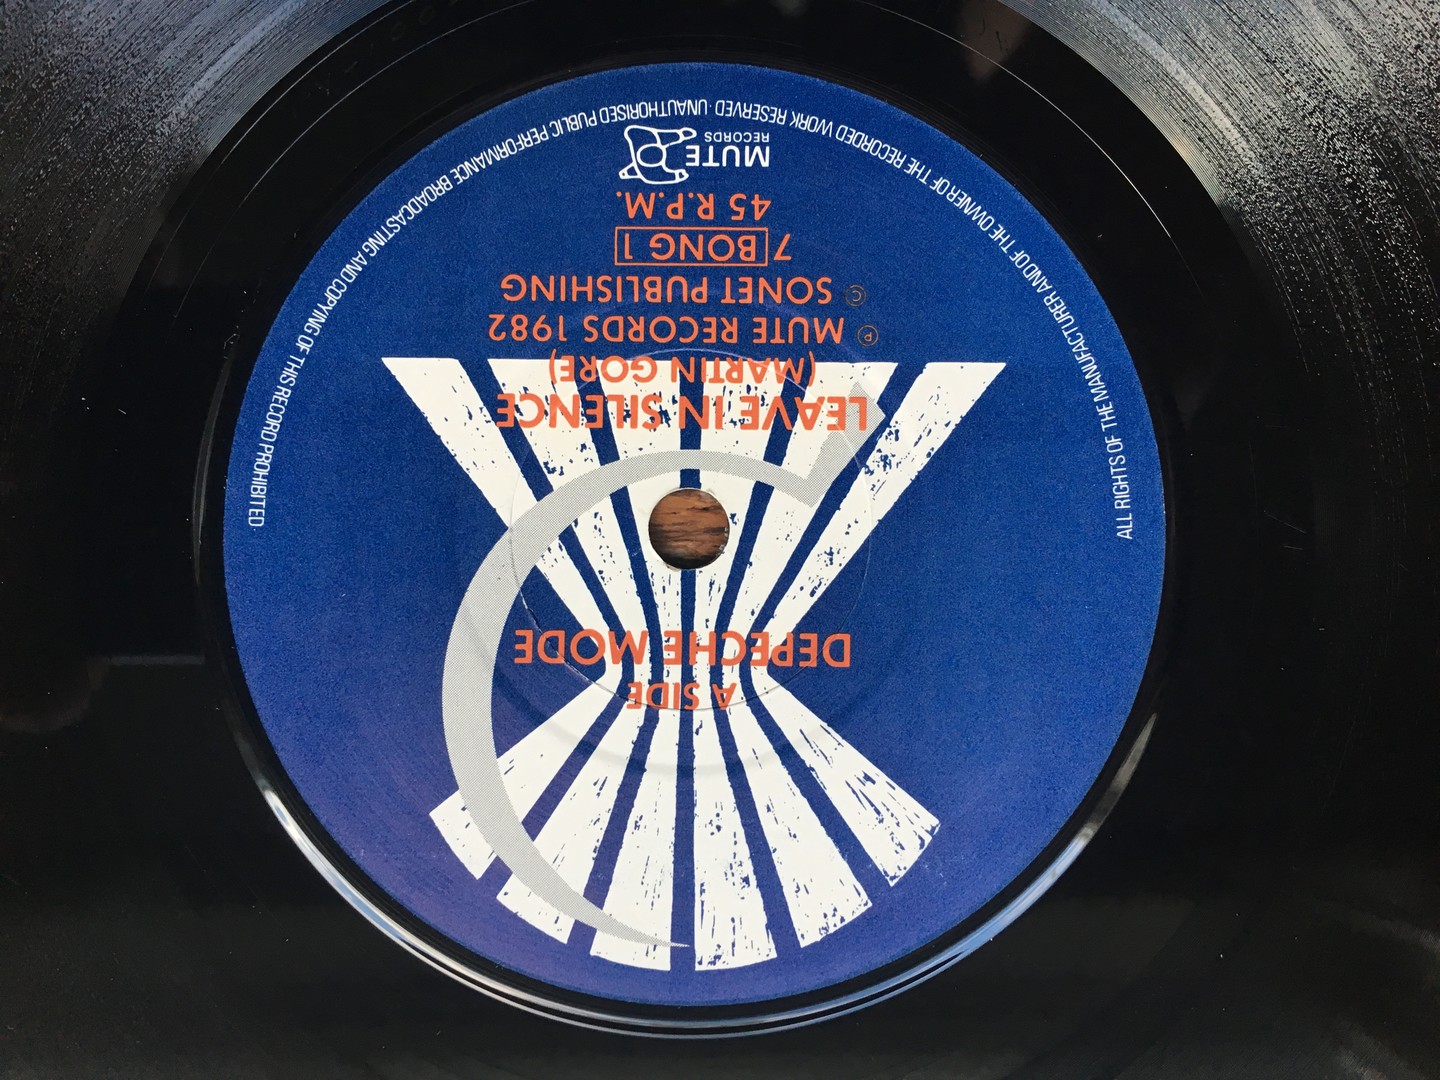 A SIDE
DEPECHE MODE
LEAVE IN SILENCE
(MARTIN GORE)
℗ MUTE RECORDS 1982
© SONET PUBLISHING
7 BONG 1
45 R.P.M.
MUTE
RECORDS
ALL RIGHTS OF THE MANUFACTURER AND OF THE OWNER OF THE RECORDED WORK RESERVED · UNAUTHORISED PUBLIC PERFORMANCE BROADCASTING AND COPYING OF THIS RECORD PROHIBITED ·